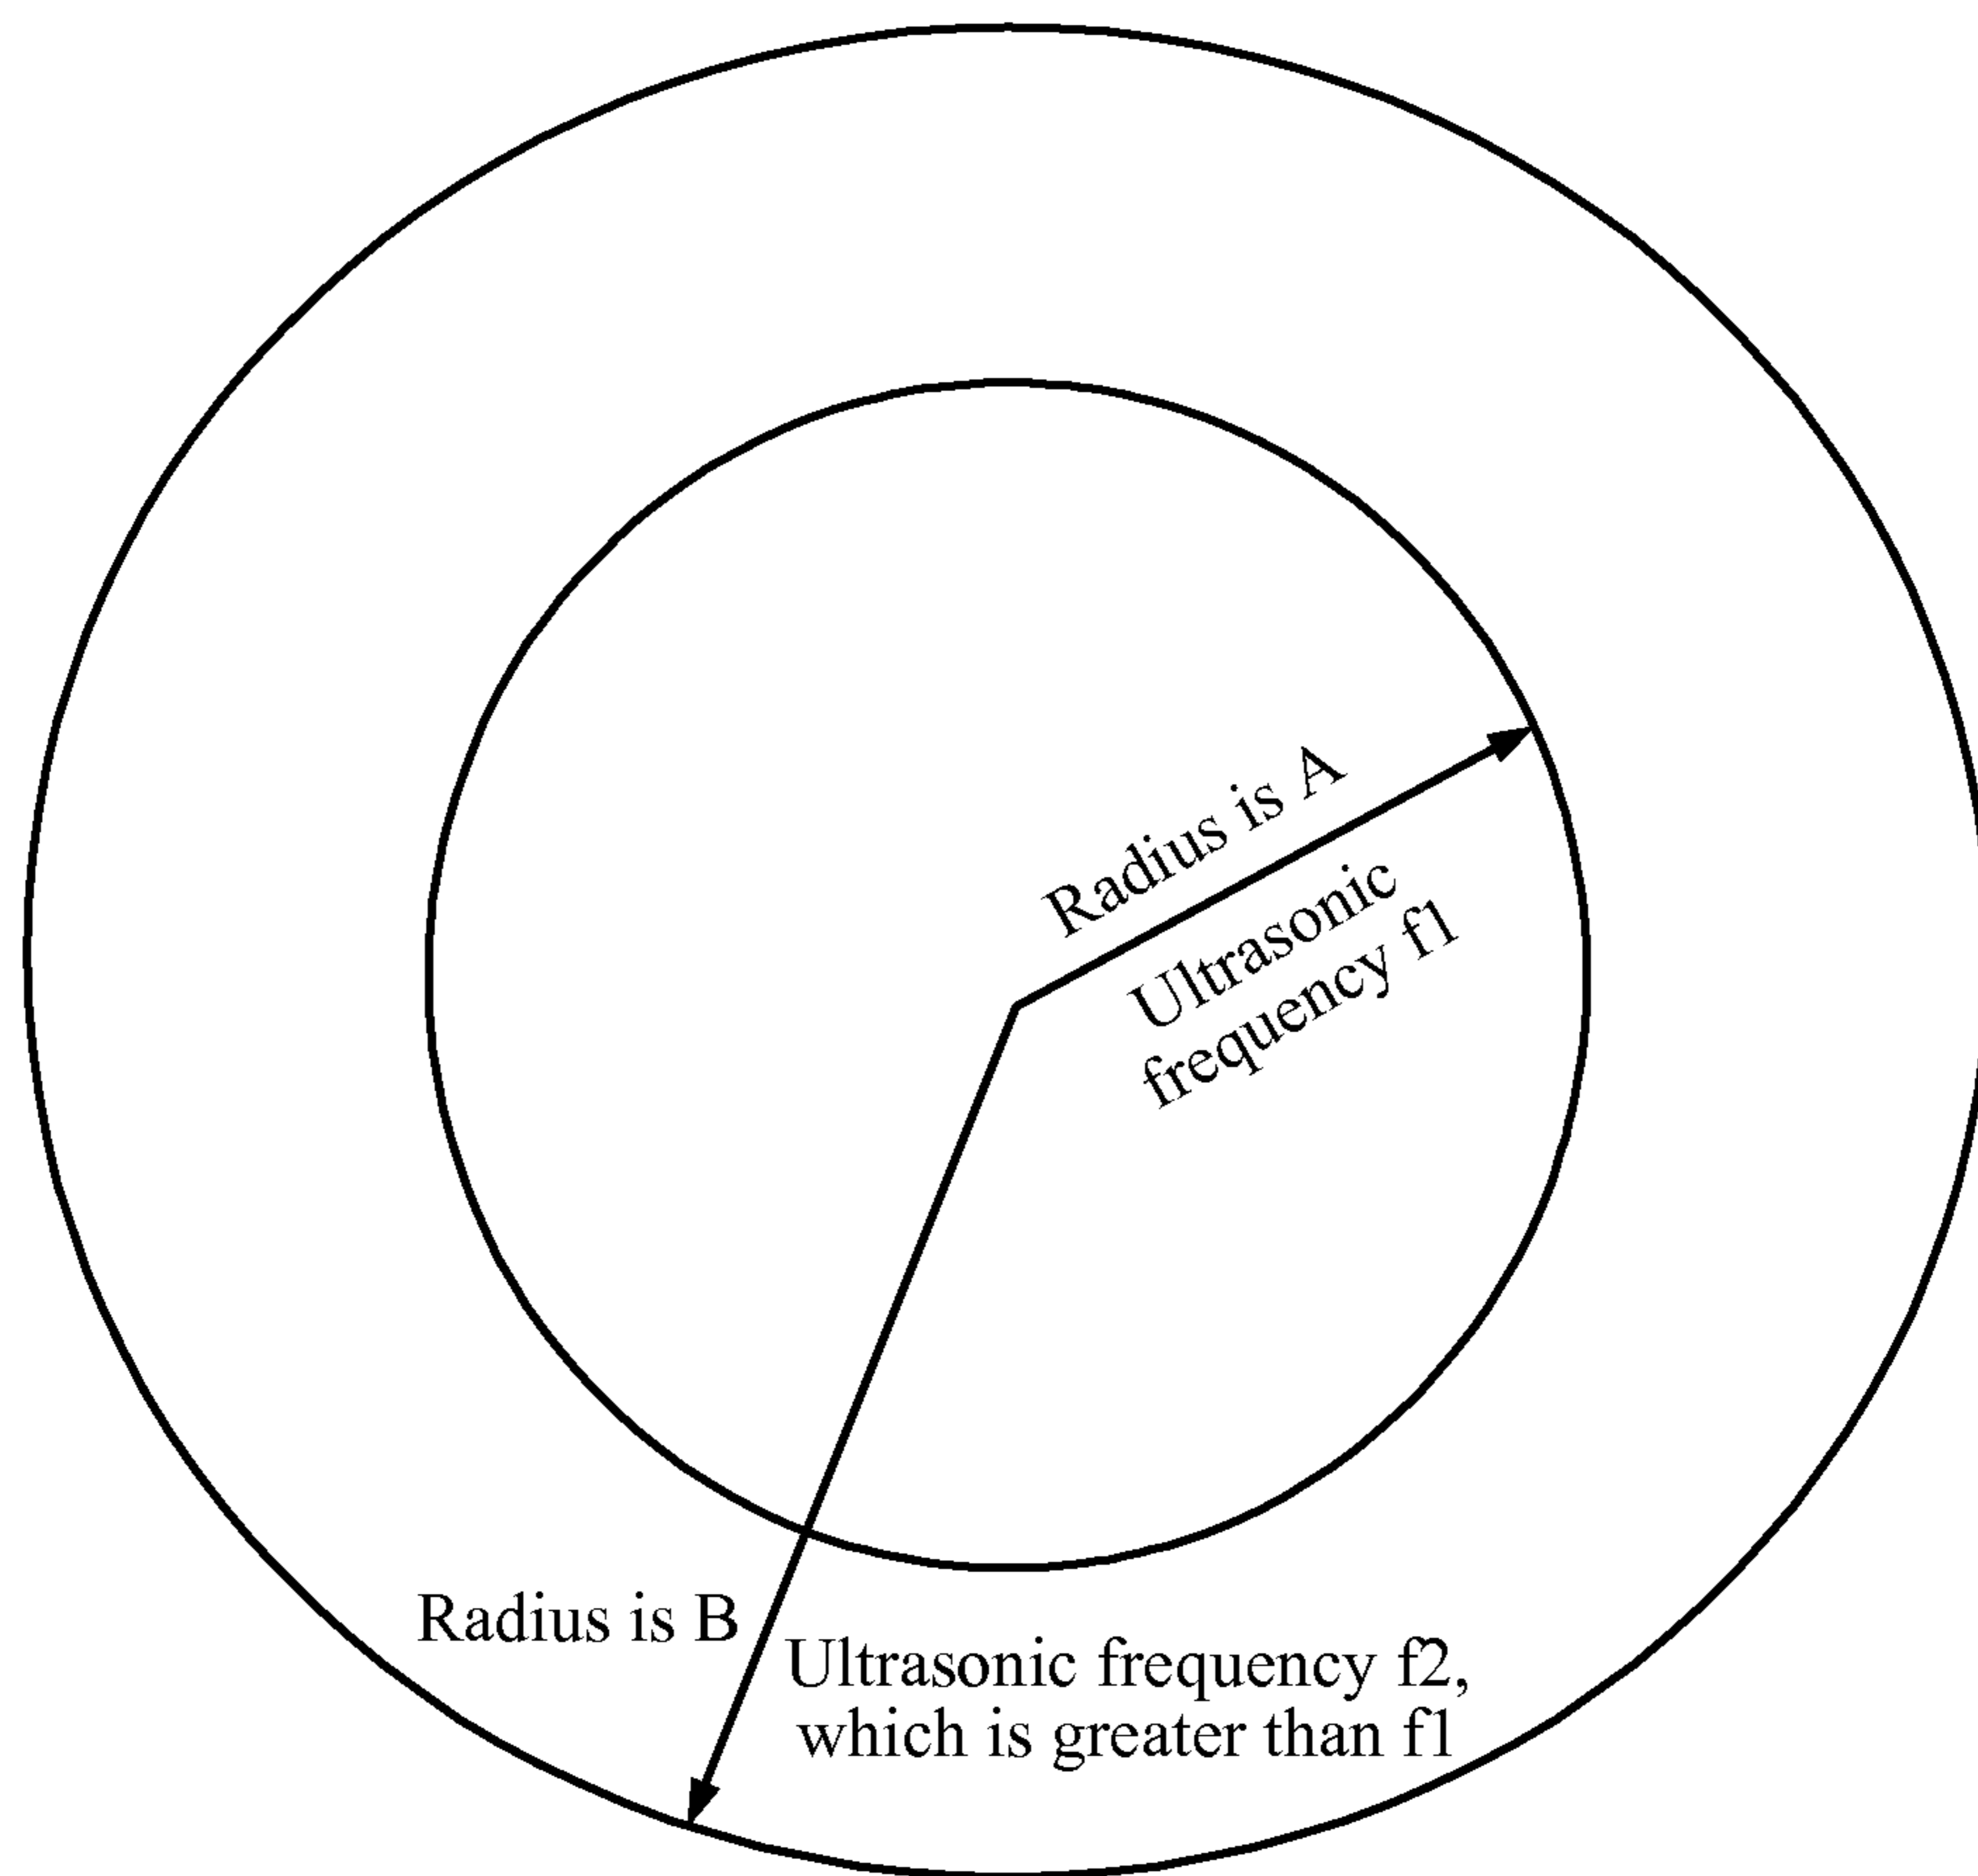 Radius is A
Ultrasonic
frequency f1
Radius is B
Ultrasonic frequency f2,
which is greater than f1